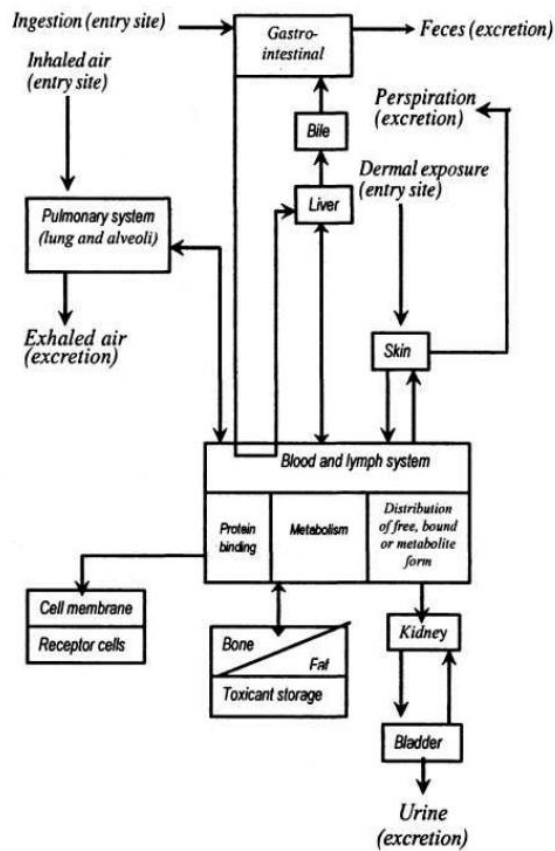 Ingestion (entry site)
Gastro-
intestinal
Feces (excretion)
Inhaled air
(entry site)
Perspiration
(excretion)
Bile
Dermal exposure
(entry site)
Liver
Pulmonary system
(lung and alveoli)
Exhaled air
(excretion)
Skin
Blood and lymph system
Protein
binding
Metabolism
Distribution
of free, bound
or metabolite
form
Cell membrane
Receptor cells
Bone
Fat
Toxicant storage
Kidney
Bladder
Urine
(excretion)